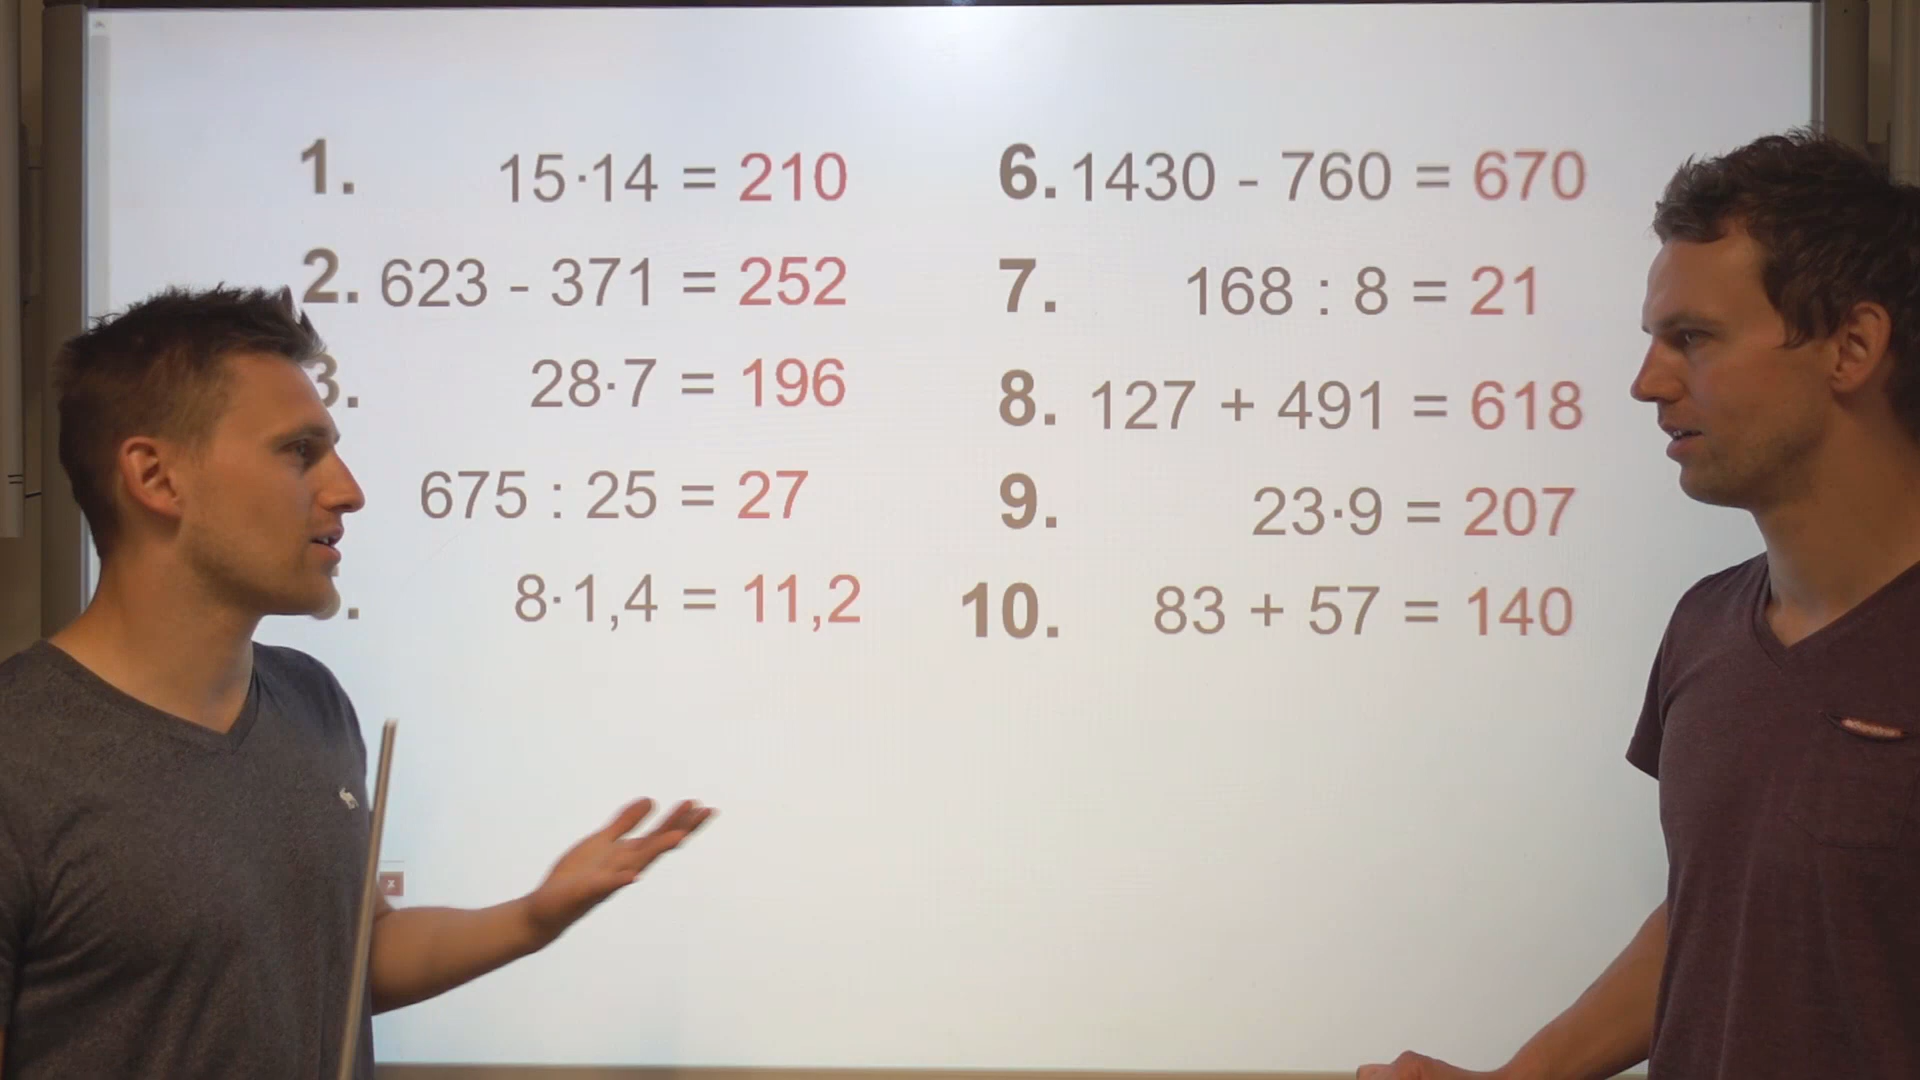 1. 15·14 = 210
2. 623 - 371 = 252
3. 28·7 = 196
675 : 25 = 27
. 8·1,4 = 11,2
6. 1430 - 760 = 670
7. 168 : 8 = 21
8. 127 + 491 = 618
9. 23·9 = 207
10. 83 + 57 = 140